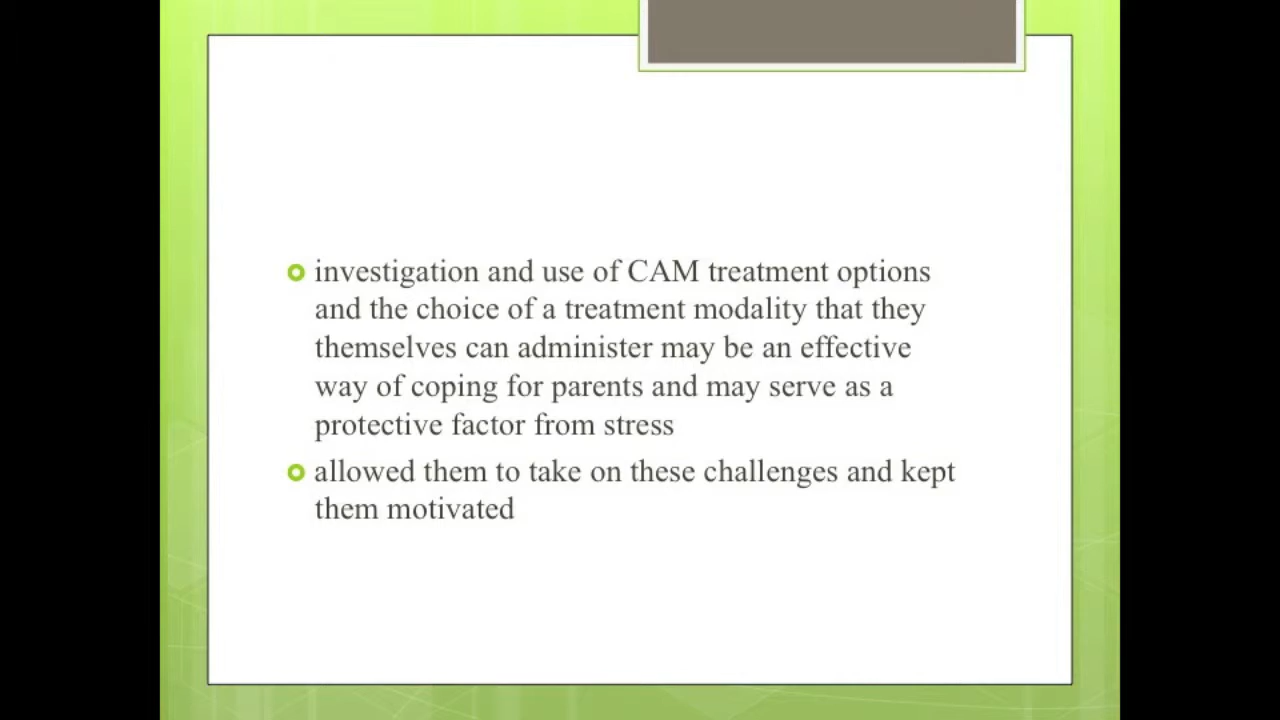 investigation and use of CAM treatment options
and the choice of a treatment modality that they
themselves can administer may be an effective
way of coping for parents and may serve as a
protective factor from stress
allowed them to take on these challenges and kept
them motivated